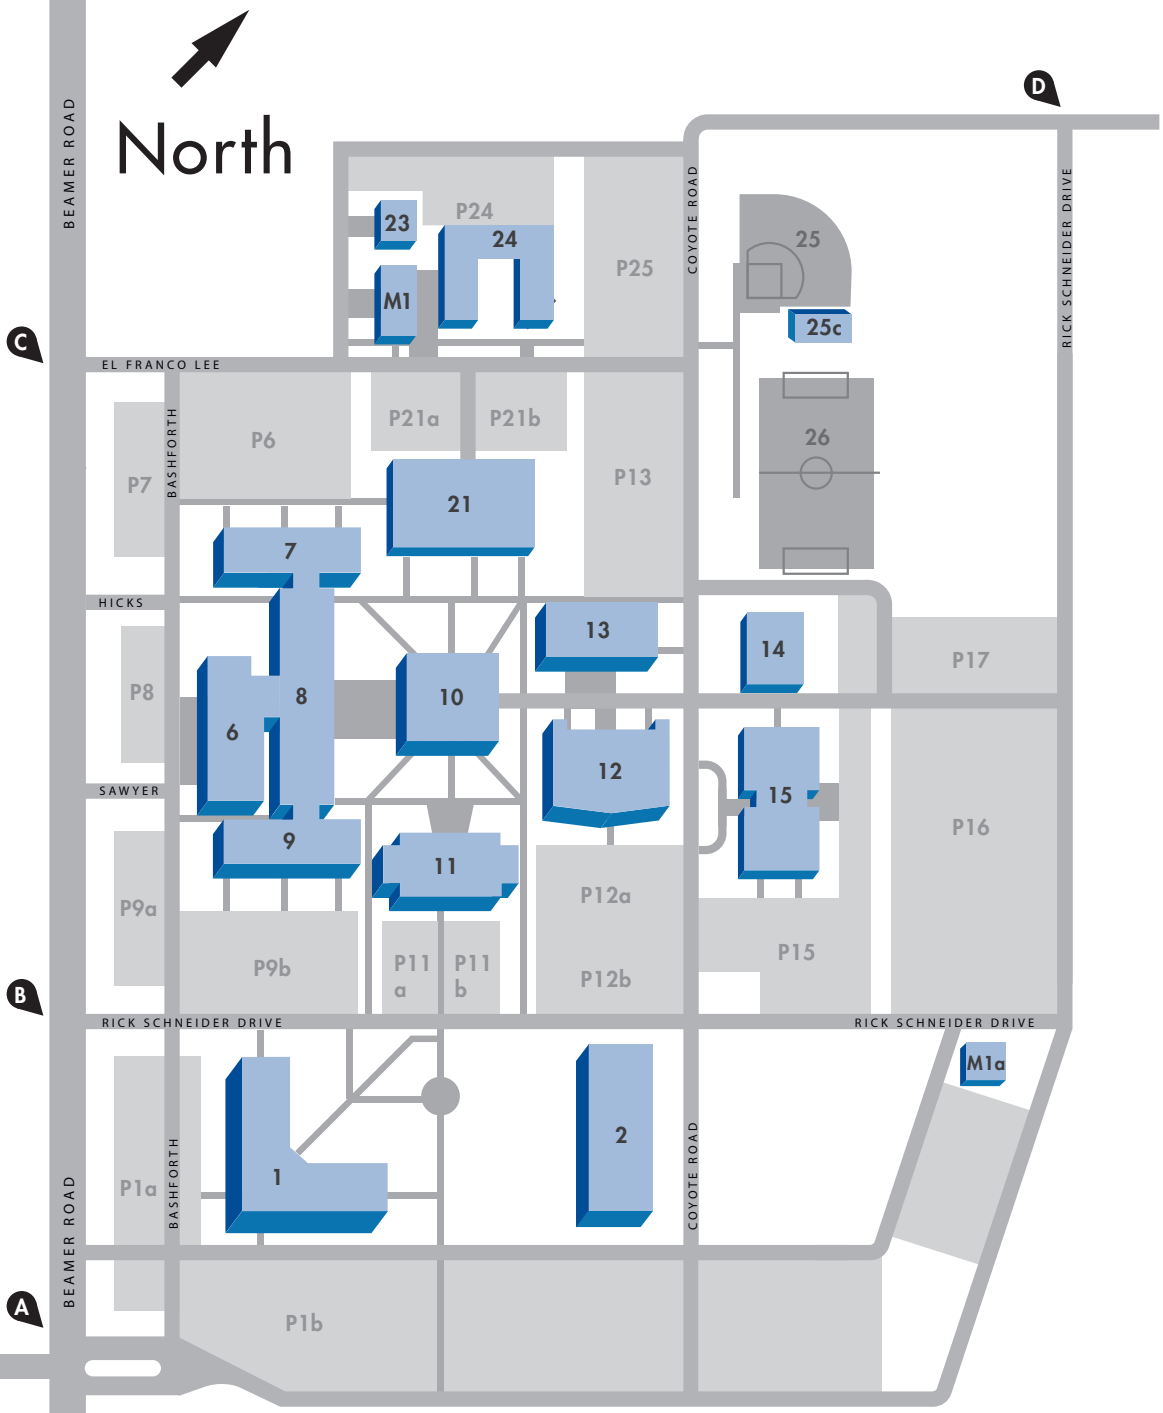 D
BEAMER ROAD
North
COYOTE ROAD
RICK SCHNEIDER DRIVE
23
P24
24
25
P25
M1
25c
C
EL FRANCO LEE
BASHFORTH
P6
P21a
P21b
26
P7
P13
21
7
HICKS
13
14
P17
P8
8
10
6
12
SAWYER
15
P16
9
11
P12a
P9a
P15
P9b
P11
a
P11
b
P12b
B
RICK SCHNEIDER DRIVE
RICK SCHNEIDER DRIVE
M1a
2
1
P1a
BASHFORTH
COYOTE ROAD
BEAMER ROAD
A
P1b